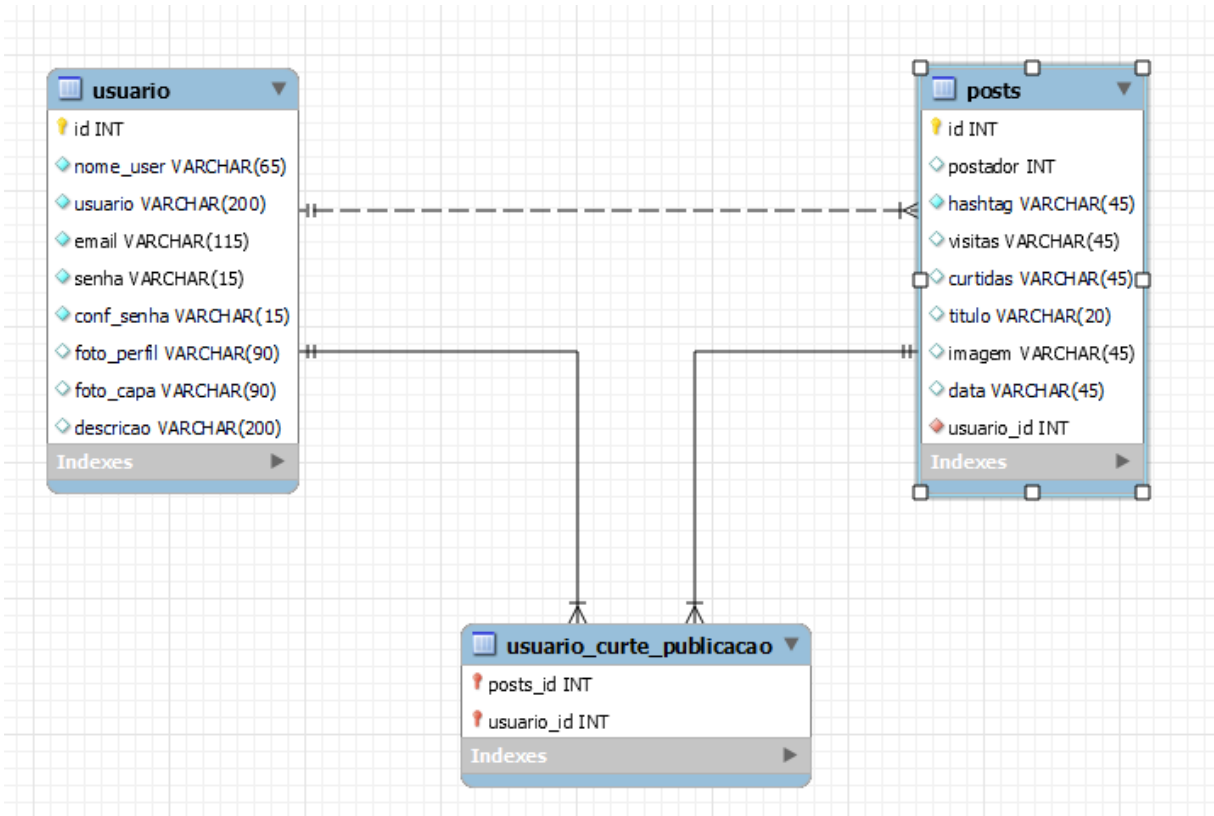 usuario
id INT
nome_user VARCHAR(65)
usuario VARCHAR(200)
email VARCHAR(115)
senha VARCHAR(15)
conf_senha VARCHAR(15)
foto_perfil VARCHAR(90)
foto_capa VARCHAR(90)
descricao VARCHAR(200)
Indexes
posts
id INT
postador INT
hashtag VARCHAR(45)
visitas VARCHAR(45)
curtidas VARCHAR(45)
titulo VARCHAR(20)
imagem VARCHAR(45)
data VARCHAR(45)
usuario_id INT
Indexes
usuario_curte_publicacao
posts_id INT
usuario_id INT
Indexes